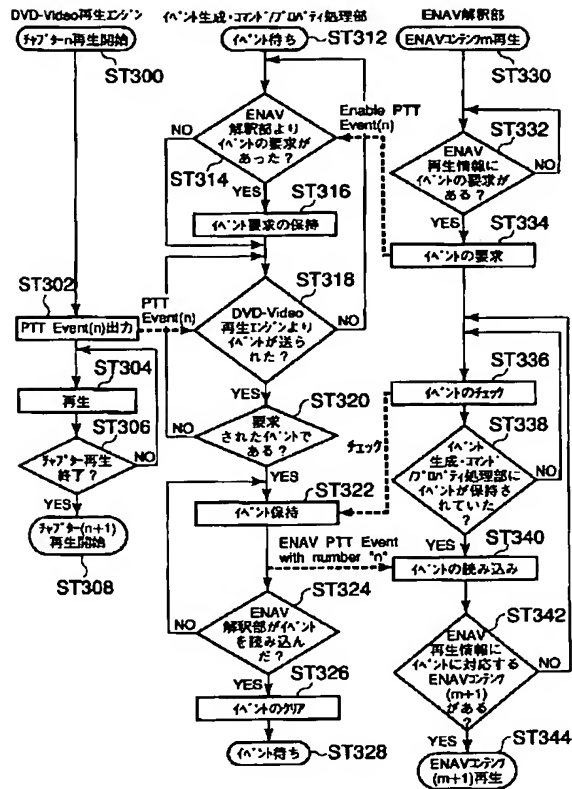 DVD-Video再生エンジン
チャプターn再生開始
ST300
ST302
PTT Event(n)出力
ST304
再生
ST306
チャプター再生
終了？
NO
YES
チャプター(n+1)
再生開始
ST308
イベント生成・コマンド/プロパティ処理部
イベント待ち
ST312
ENAV
解釈部より
イベントの要求が
あった？
NO
ST314
YES
ST316
イベント要求の保持
PTT
Event(n)
ST318
DVD-Video
再生エンジンより
イベントが送
られた？
NO
YES
ST320
要求
されたイベントで
ある？
NO
YES
ST322
イベント保持
ENAV PTT Event
with number "n"
ST324
ENAV
解釈部がイベント
を読み込ん
だ？
NO
YES
ST326
イベントのクリア
イベント待ち
ST328
ENAV解釈部
ENAVコンテンツm再生
ST330
Enable PTT
Event(n)
ST332
ENAV
再生情報に
イベントの要求が
ある？
NO
YES
ST334
イベントの要求
ST336
イベントのチェック
チェック
ST338
イベント
生成・コマンド
/プロパティ処理部に
イベントが保持さ
れていた
？
NO
YES
ST340
イベントの読み込み
ST342
ENAV
再生情報に
イベントに対応する
ENAVコンテンツ
(m+1)
がある
？
NO
YES
ST344
ENAVコンテンツ
(m+1)再生